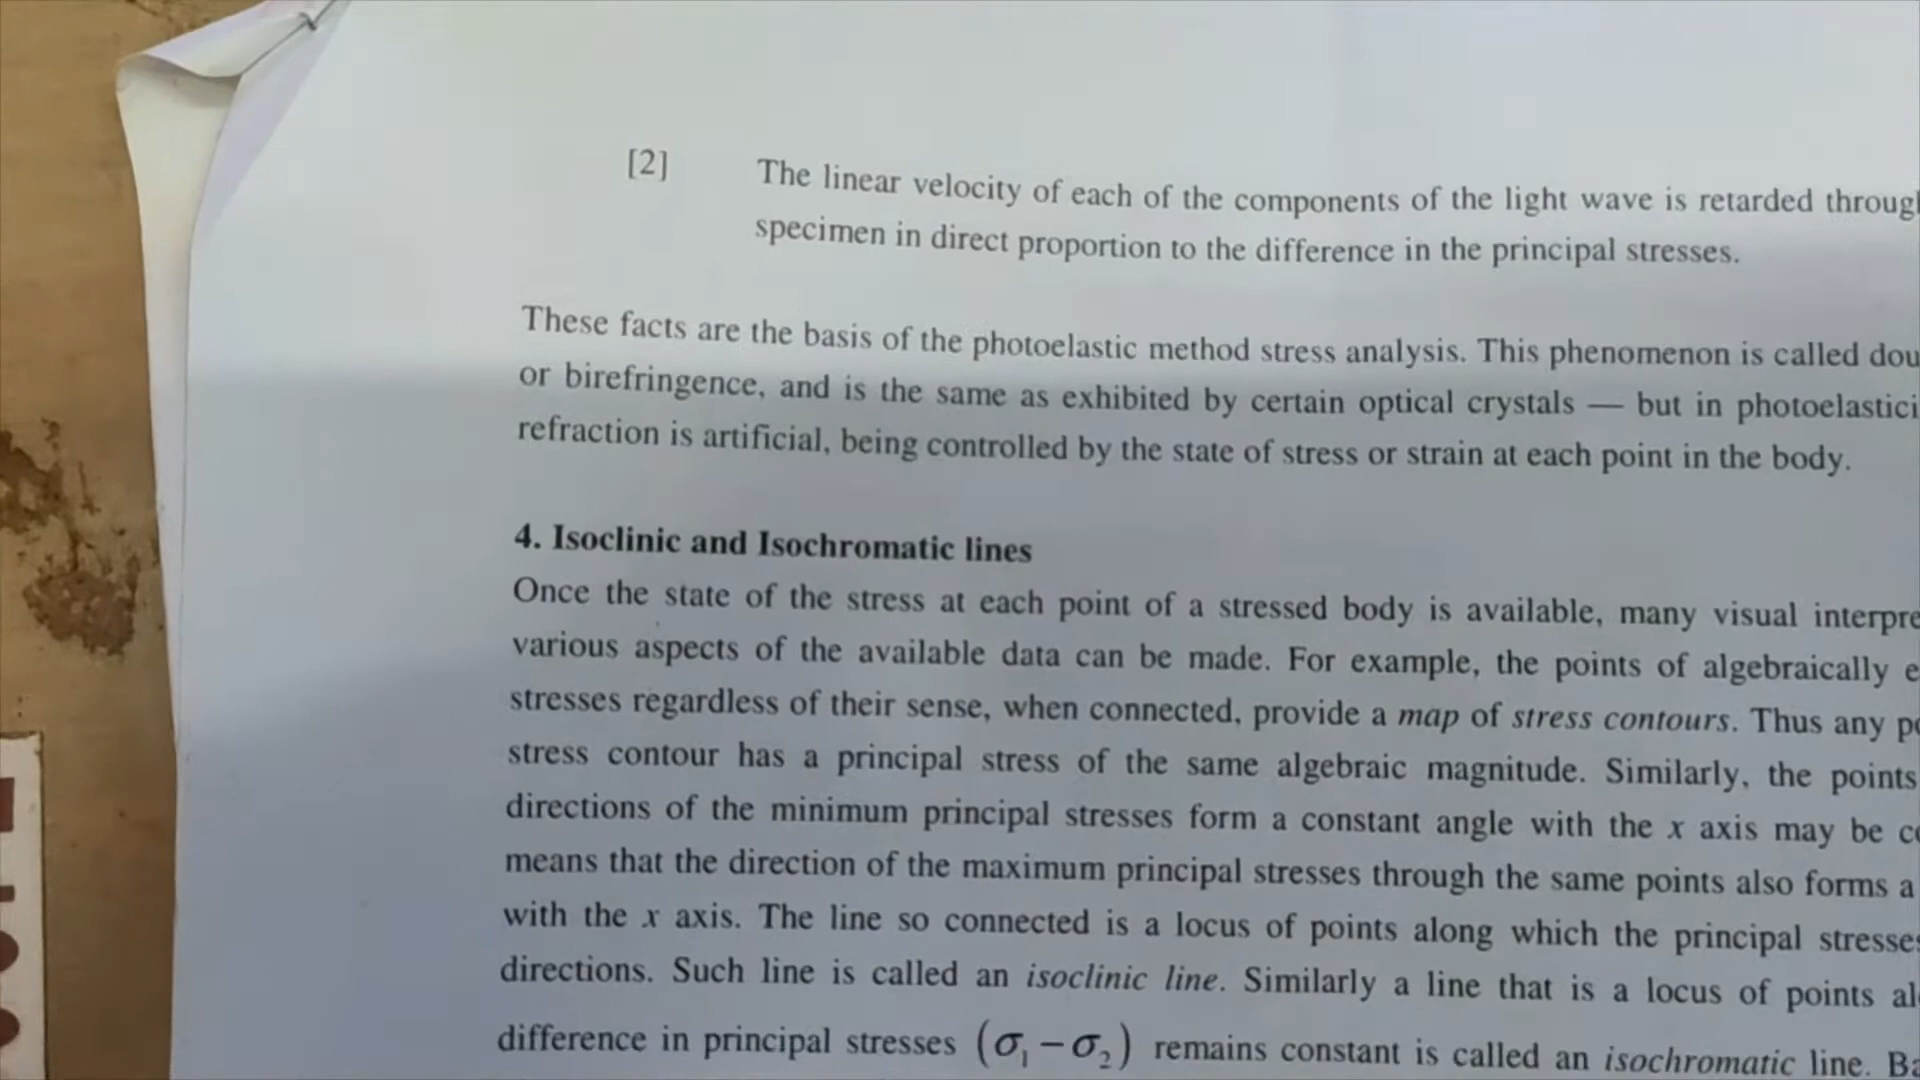 [2] The linear velocity of each of the components of the light wave is retarded
specimen in direct proportion to the difference in the principal stresses.
These facts are the basis of the photoelastic method stress analysis. This phenomenon is called
or birefringence, and is the same as exhibited by certain optical crystals — but in
refraction is artificial, being controlled by the state of stress or strain at each point in the body.
4. Isoclinic and Isochromatic lines
Once the state of the stress at each point of a stressed body is available, many visual
various aspects of the available data can be made. For example, the points of algebraically
stresses regardless of their sense, when connected, provide a map of stress contours. Thus any
stress contour has a principal stress of the same algebraic magnitude. Similarly, the points
directions of the minimum principal stresses form a constant angle with the x axis may be
means that the direction of the maximum principal stresses through the same points also forms a
with the x axis. The line so connected is a locus of points along which the principal
directions. Such line is called an isoclinic line. Similarly a line that is a locus of points
difference in principal stresses (σ₁ − σ₂) remains constant is called an isochromatic line.